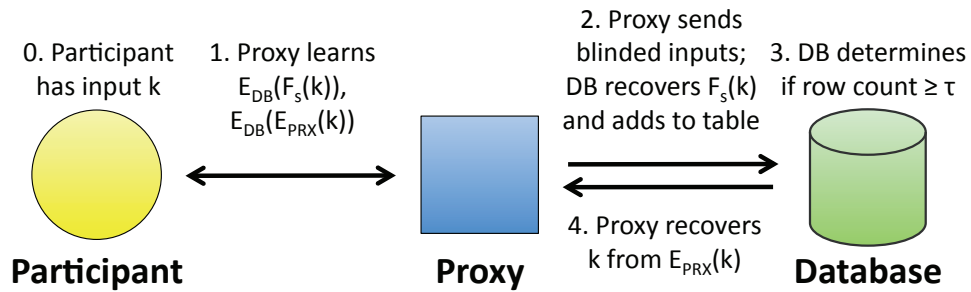 0. Participant
has input k
1. Proxy learns
E_DB(F_s(k)),
E_DB(E_PRX(k))
2. Proxy sends
blinded inputs;
DB recovers F_s(k)
and adds to table
3. DB determines
if row count ≥ τ
4. Proxy recovers
k from E_PRX(k)
Participant
Proxy
Database